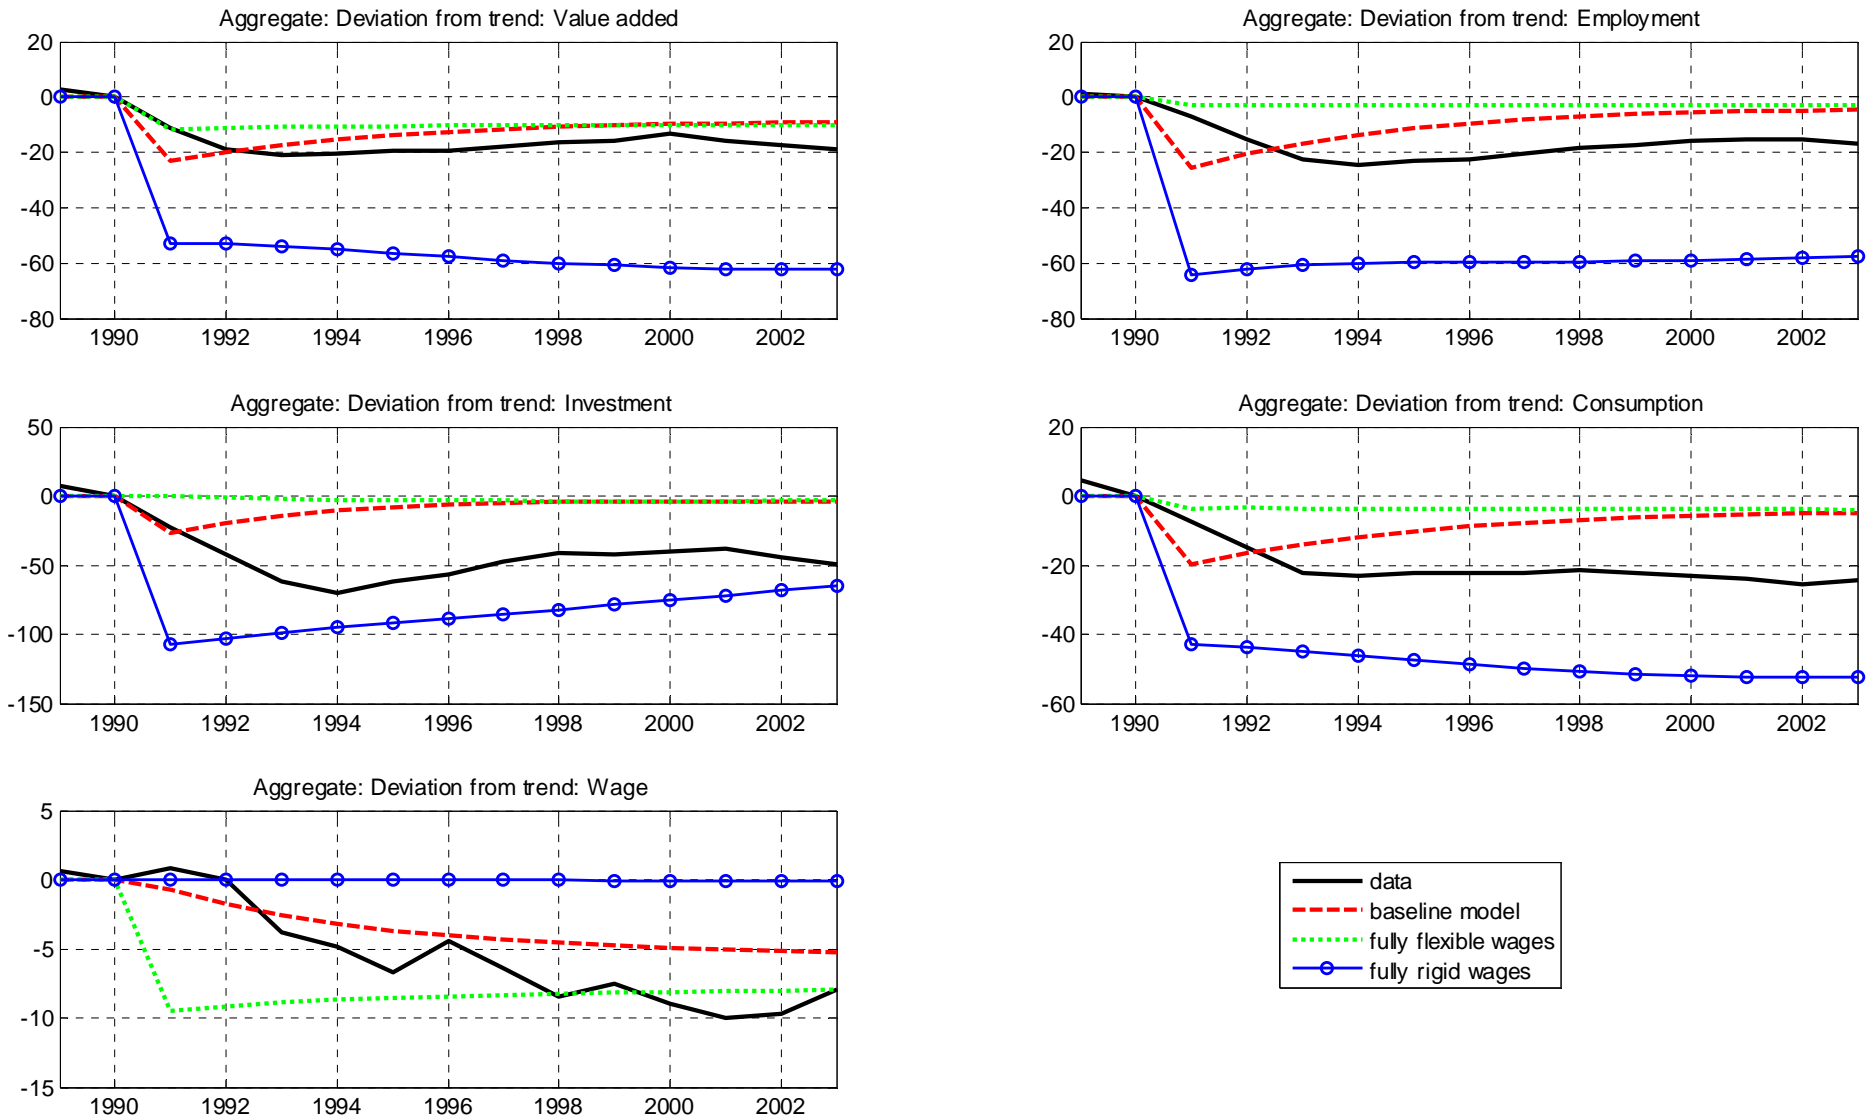 Aggregate: Deviation from trend: Value added
20
0
-20
-40
-60
-80
1990 1992 1994 1996 1998 2000 2002
Aggregate: Deviation from trend: Employment
20
0
-20
-40
-60
-80
1990 1992 1994 1996 1998 2000 2002
Aggregate: Deviation from trend: Investment
50
0
-50
-100
-150
1990 1992 1994 1996 1998 2000 2002
Aggregate: Deviation from trend: Consumption
20
0
-20
-40
-60
1990 1992 1994 1996 1998 2000 2002
Aggregate: Deviation from trend: Wage
5
0
-5
-10
-15
1990 1992 1994 1996 1998 2000 2002
data
baseline model
fully flexible wages
fully rigid wages